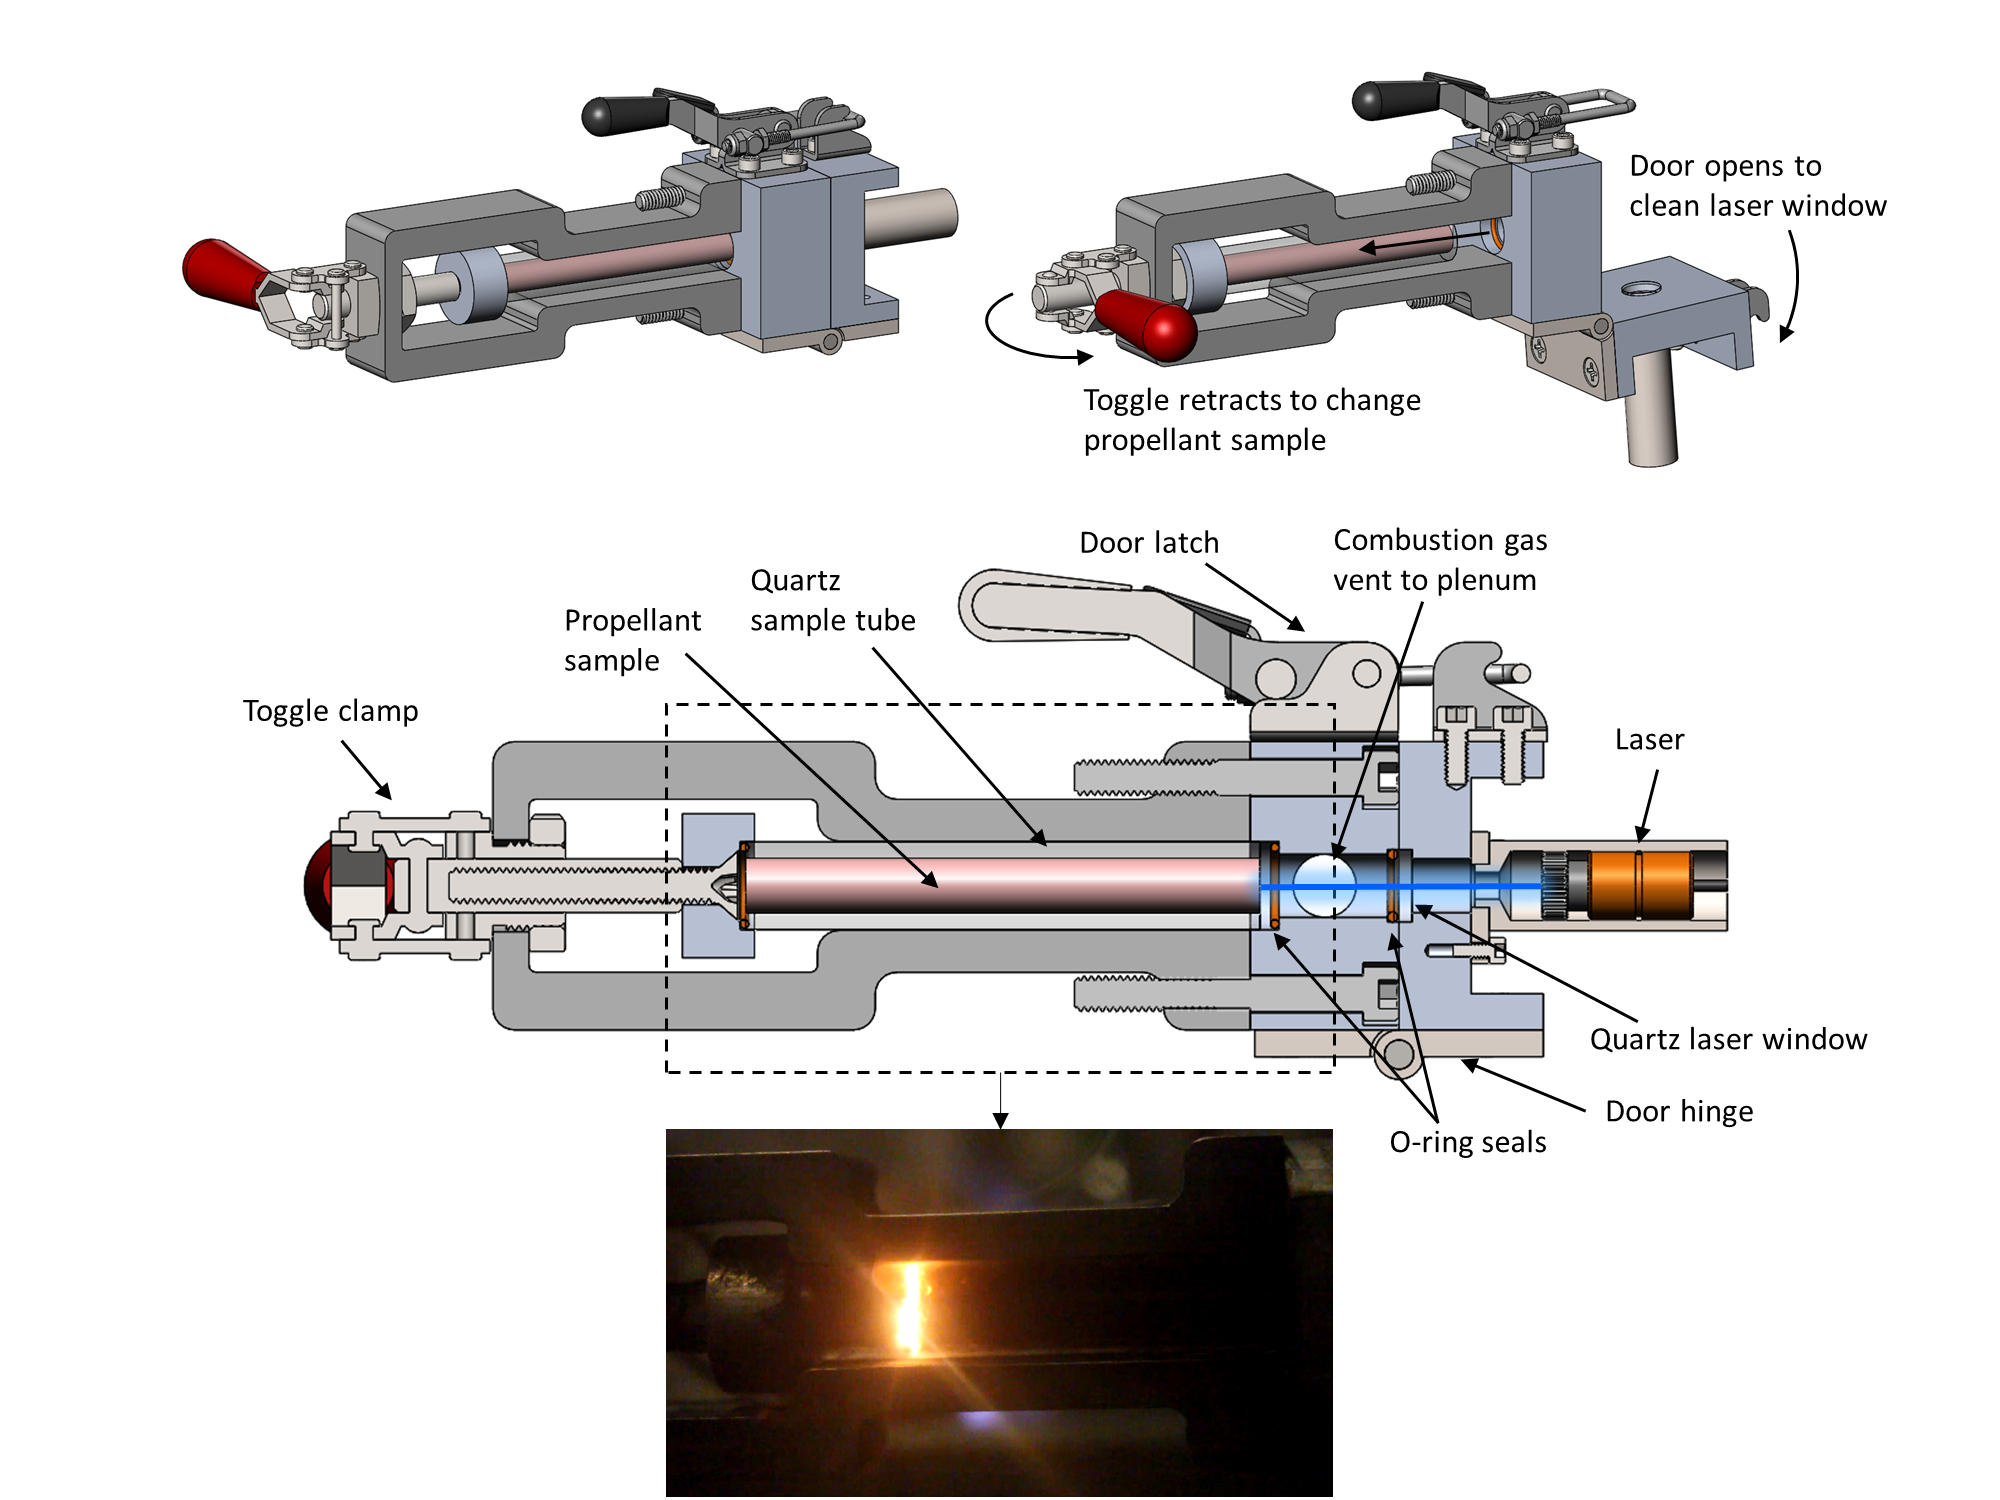 Door opens to
clean laser window
Toggle retracts to change
propellant sample
Door latch
Combustion gas
vent to plenum
Quartz
sample tube
Propellant
sample
Toggle clamp
Laser
Quartz laser window
Door hinge
O-ring seals